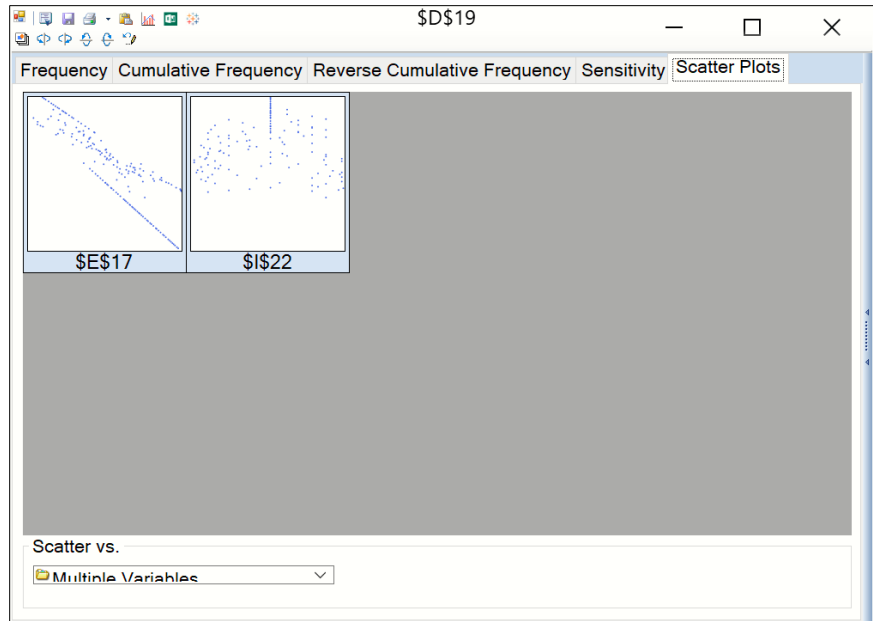 $D$19
Frequency Cumulative Frequency Reverse Cumulative Frequency Sensitivity Scatter Plots
$E$17 $I$22
Scatter vs.
Multiple Variables